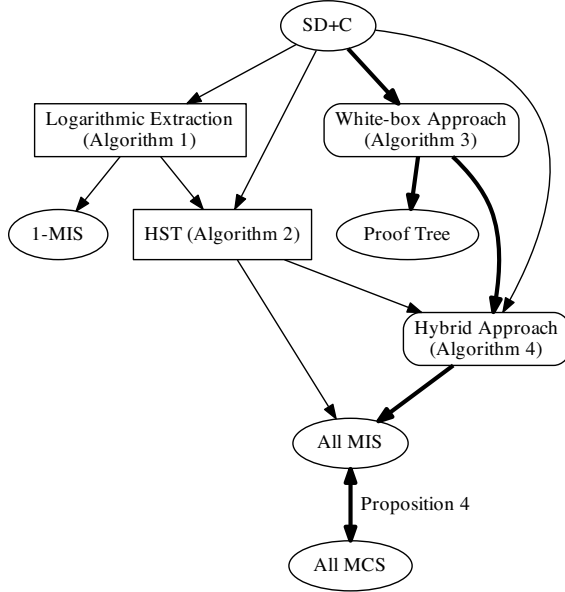 SD+C
Logarithmic Extraction
(Algorithm 1)
White-box Approach
(Algorithm 3)
1-MIS
HST (Algorithm 2)
Proof Tree
Hybrid Approach
(Algorithm 4)
All MIS
Proposition 4
All MCS